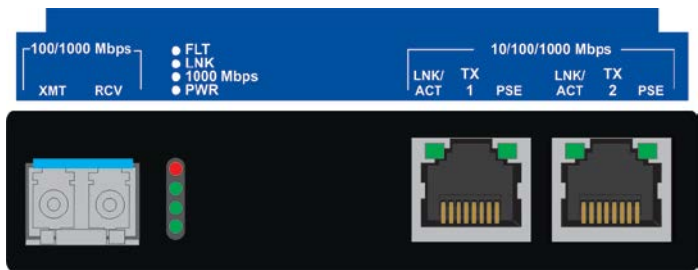 100/1000 Mbps
XMT RCV
FLT
LNK
1000 Mbps
PWR
10/100/1000 Mbps
LNK/ TX LNK/ TX
ACT 1 PSE ACT 2 PSE